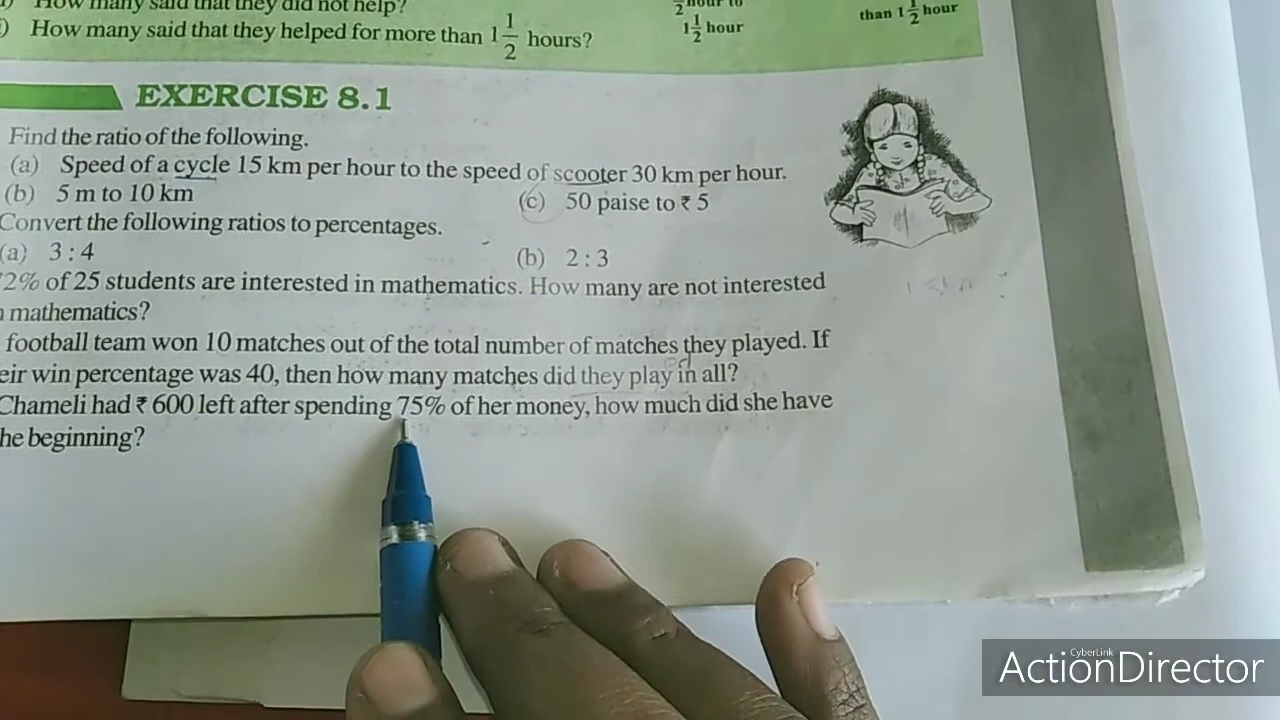 How many said that they did not help?
How many said that they helped for more than 1 1/2 hours?
1/2 hour to
1 1/2 hour
than 1 1/2 hour
EXERCISE 8.1
Find the ratio of the following.
(a) Speed of a cycle 15 km per hour to the speed of scooter 30 km per hour.
(b) 5 m to 10 km (c) 50 paise to ₹ 5
Convert the following ratios to percentages.
(a) 3 : 4 (b) 2 : 3
2% of 25 students are interested in mathematics. How many are not interested
mathematics?
football team won 10 matches out of the total number of matches they played. If
eir win percentage was 40, then how many matches did they play in all?
Chameli had ₹ 600 left after spending 75% of her money, how much did she have
he beginning?
CyberLink
ActionDirector